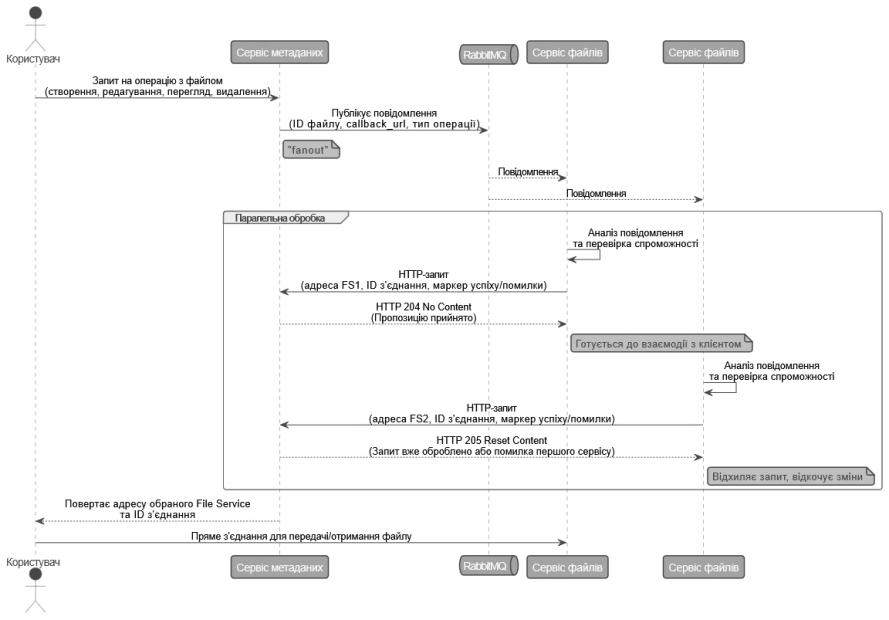 Користувач
Сервіс метаданих
RabbitMQ
Сервіс файлів
Сервіс файлів
Запит на операцію з файлом
(створення, редагування, перегляд, видалення)
Публікує повідомлення
(ID файлу, callback_url, тип операції)
"fanout"
Повідомлення
Повідомлення
Паралельна обробка
Аналіз повідомлення
та перевірка спроможності
HTTP-запит
(адреса FS1, ID з'єднання, маркер успіху/помилки)
HTTP 204 No Content
(Пропозицію прийнято)
Готується до взаємодії з клієнтом
Аналіз повідомлення
та перевірка спроможності
HTTP-запит
(адреса FS2, ID з'єднання, маркер успіху/помилки)
HTTP 205 Reset Content
(Запит вже оброблено або помилка першого сервісу)
Відхиляє запит, відкочує зміни
Повертає адресу обраного File Service
та ID з'єднання
Пряме з'єднання для передачі/отримання файлу
Користувач
Сервіс метаданих
RabbitMQ
Сервіс файлів
Сервіс файлів